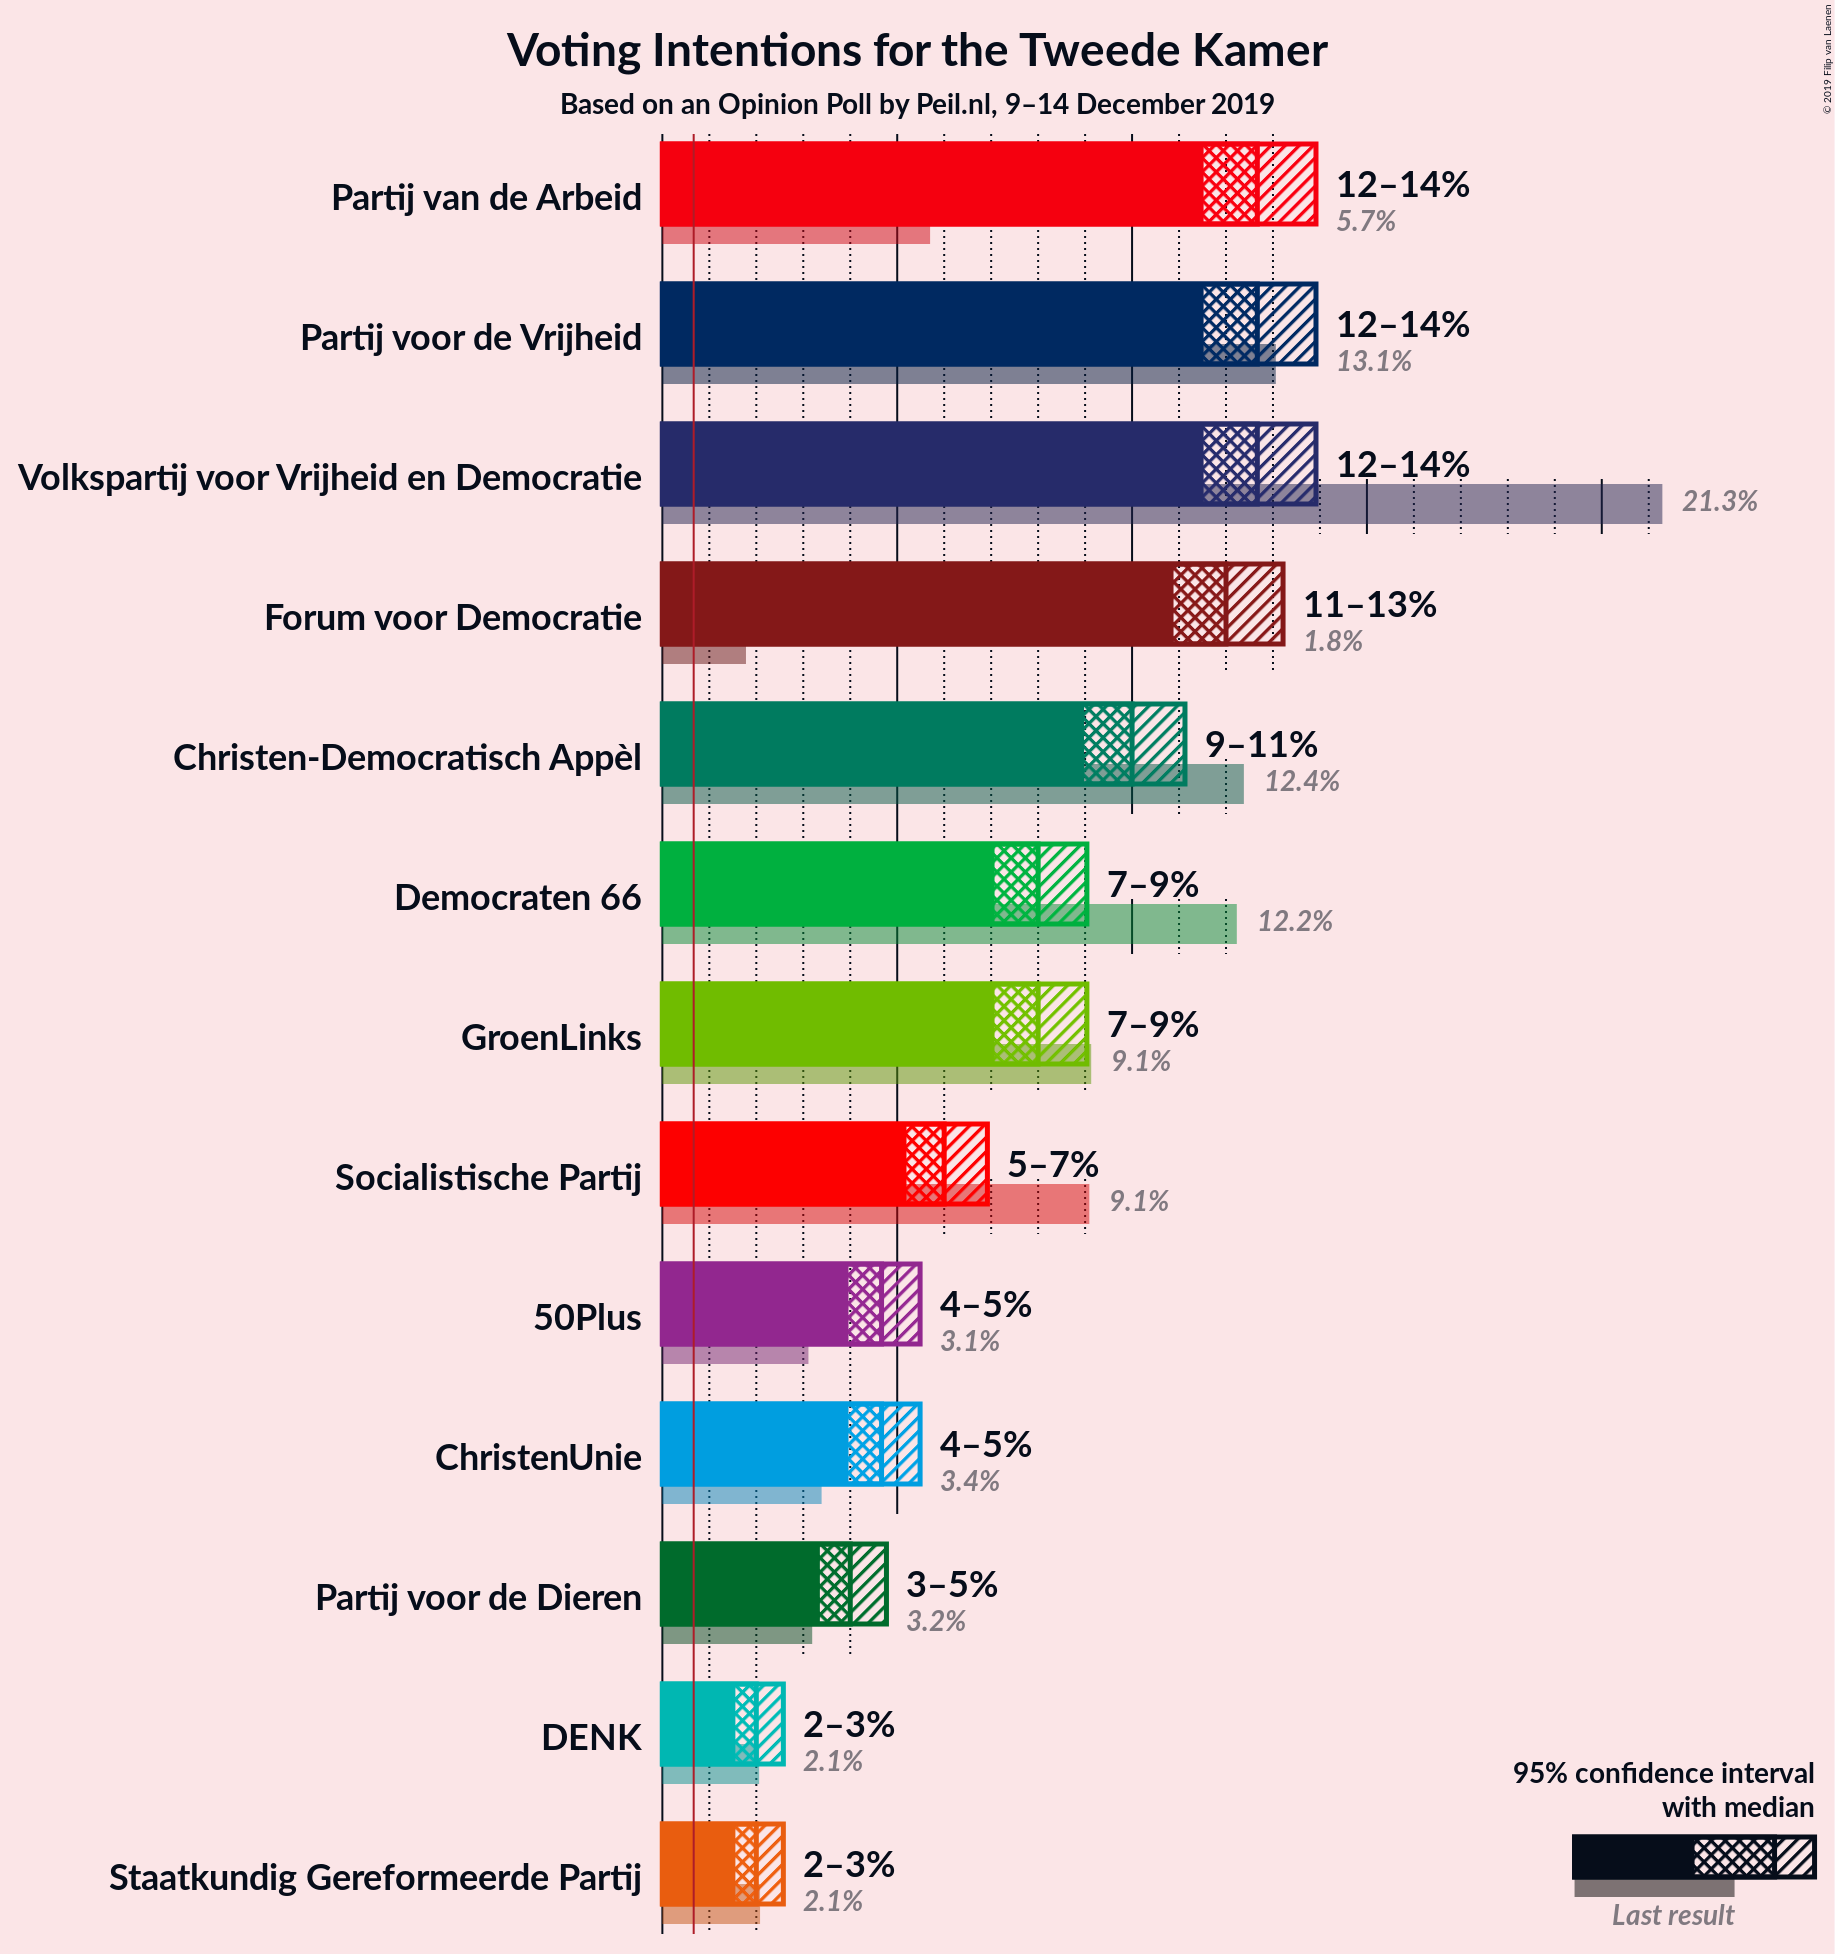 Voting Intentions for the Tweede Kamer
Based on an Opinion Poll by Peil.nl, 9–14 December 2019
© 2019 Filip van Laenen
Partij van de Arbeid
12–14%
5.7%
Partij voor de Vrijheid
12–14%
13.1%
Volkspartij voor Vrijheid en Democratie
12–14%
21.3%
Forum voor Democratie
11–13%
1.8%
Christen-Democratisch Appèl
9–11%
12.4%
Democraten 66
7–9%
12.2%
GroenLinks
7–9%
9.1%
Socialistische Partij
5–7%
9.1%
50Plus
4–5%
3.1%
ChristenUnie
4–5%
3.4%
Partij voor de Dieren
3–5%
3.2%
DENK
2–3%
2.1%
Staatkundig Gereformeerde Partij
2–3%
2.1%
95% confidence interval
with median
Last result